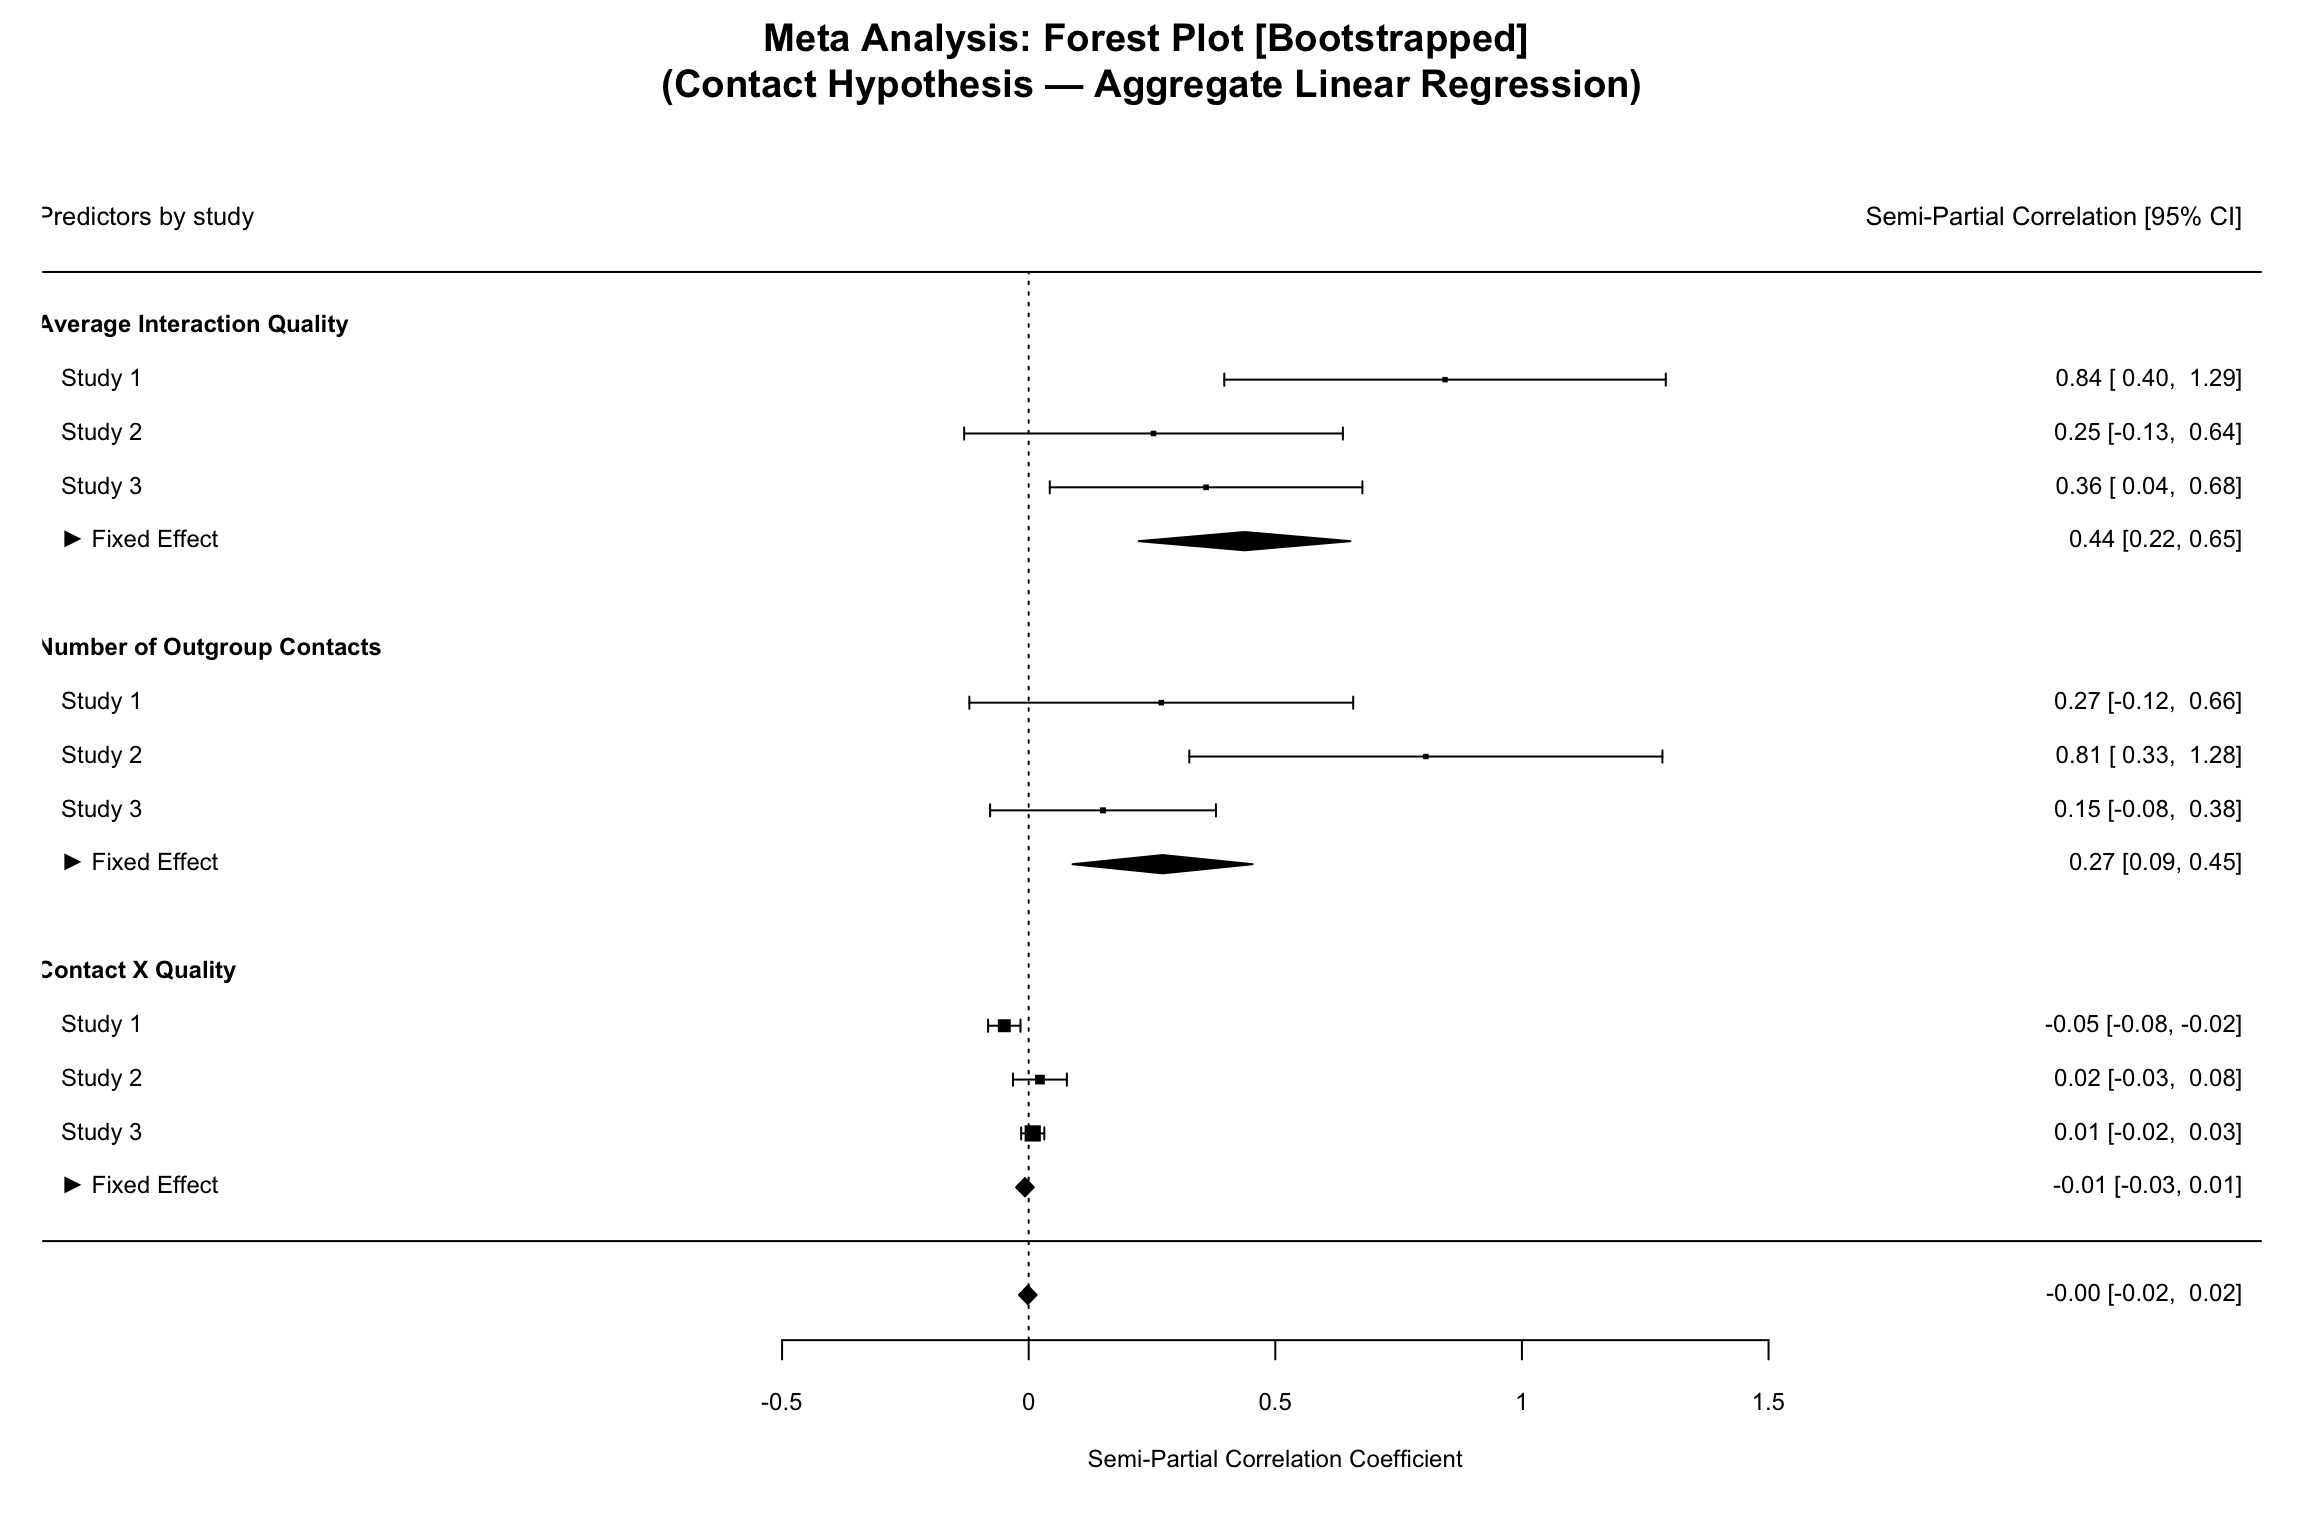 Meta Analysis: Forest Plot [Bootstrapped]
(Contact Hypothesis — Aggregate Linear Regression)
Predictors by study Semi-Partial Correlation [95% CI]
Average Interaction Quality
Study 1 0.84 [ 0.40, 1.29]
Study 2 0.25 [-0.13, 0.64]
Study 3 0.36 [ 0.04, 0.68]
► Fixed Effect 0.44 [0.22, 0.65]
Number of Outgroup Contacts
Study 1 0.27 [-0.12, 0.66]
Study 2 0.81 [ 0.33, 1.28]
Study 3 0.15 [-0.08, 0.38]
► Fixed Effect 0.27 [0.09, 0.45]
Contact X Quality
Study 1 -0.05 [-0.08, -0.02]
Study 2 0.02 [-0.03, 0.08]
Study 3 0.01 [-0.02, 0.03]
► Fixed Effect -0.01 [-0.03, 0.01]
-0.00 [-0.02, 0.02]
-0.5 0 0.5 1 1.5
Semi-Partial Correlation Coefficient